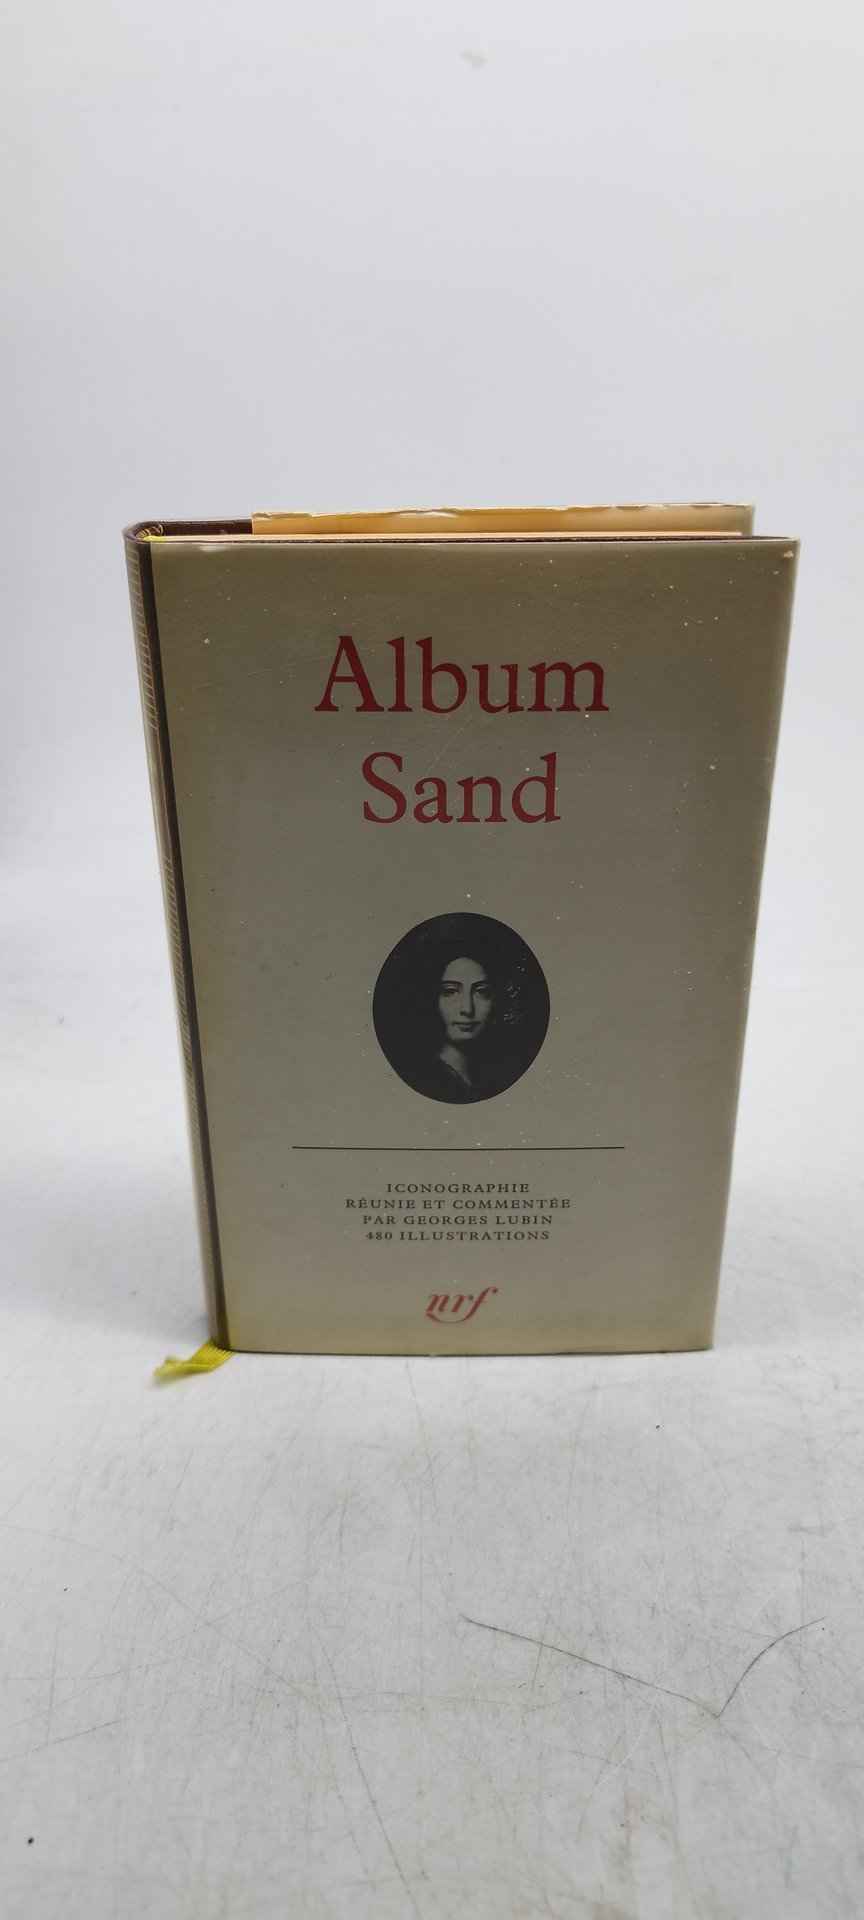 Album
Sand
ICONOGRAPHIE
RÉUNIE ET COMMENTÉE
PAR GEORGES LUBIN
480 ILLUSTRATIONS
nrf